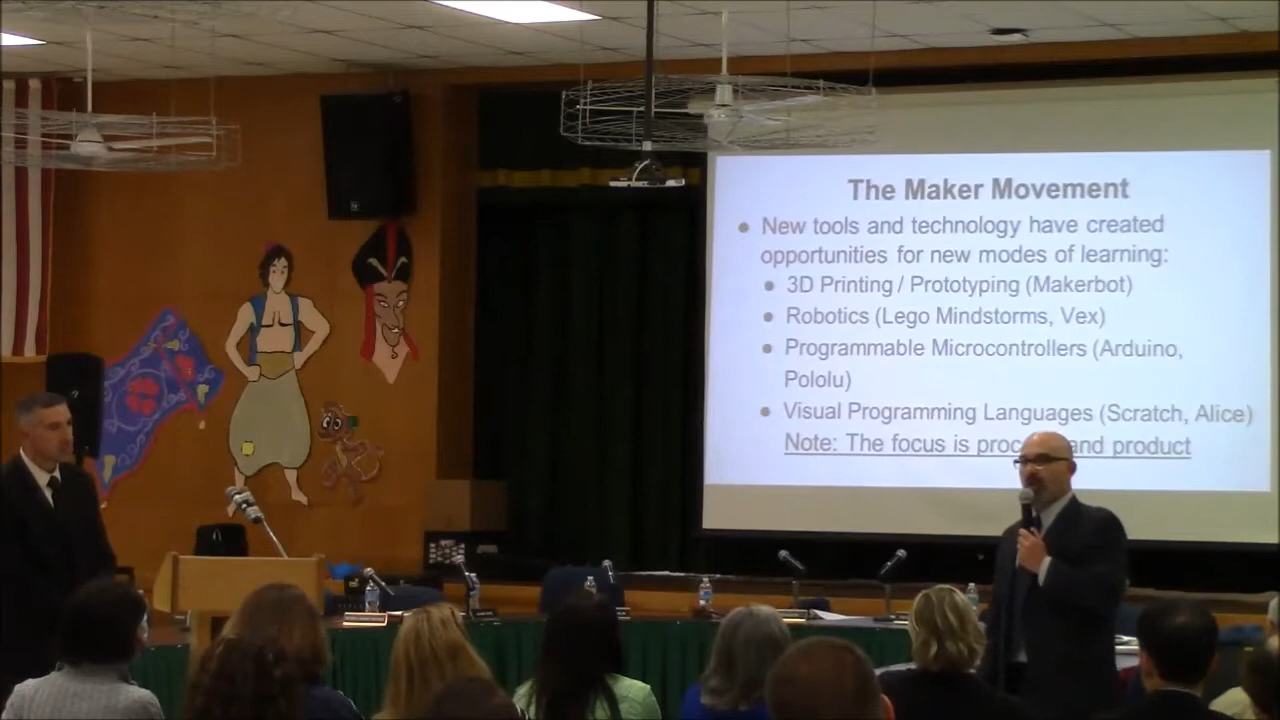 The Maker Movement
New tools and technology have created
opportunities for new modes of learning:
3D Printing / Prototyping (Makerbot)
Robotics (Lego Mindstorms, Vex)
Programmable Microcontrollers (Arduino,
Pololu)
Visual Programming Languages (Scratch, Alice)
Note: The focus is and product